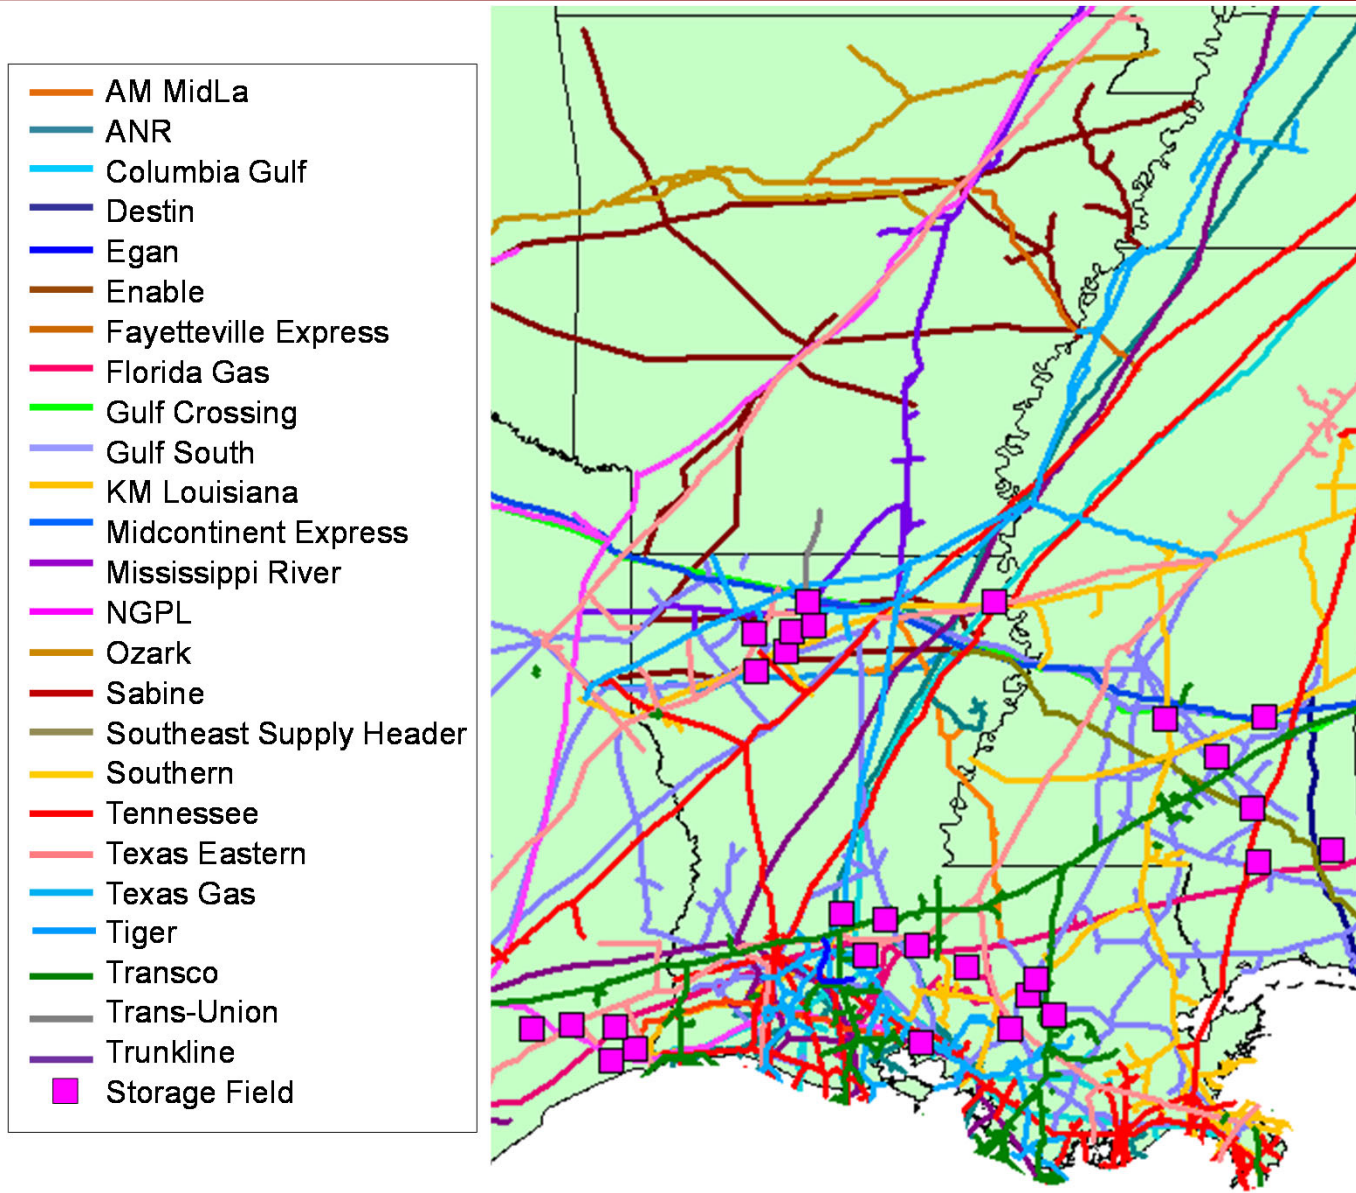 AM MidLa
ANR
Columbia Gulf
Destin
Egan
Enable
Fayetteville Express
Florida Gas
Gulf Crossing
Gulf South
KM Louisiana
Midcontinent Express
Mississippi River
NGPL
Ozark
Sabine
Southeast Supply Header
Southern
Tennessee
Texas Eastern
Texas Gas
Tiger
Transco
Trans-Union
Trunkline
Storage Field